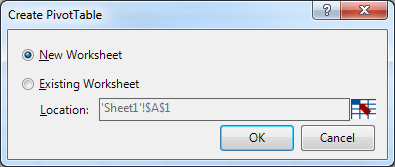 Create PivotTable
New Worksheet
Existing Worksheet
Location: 'Sheet1'!$A$1
OK Cancel